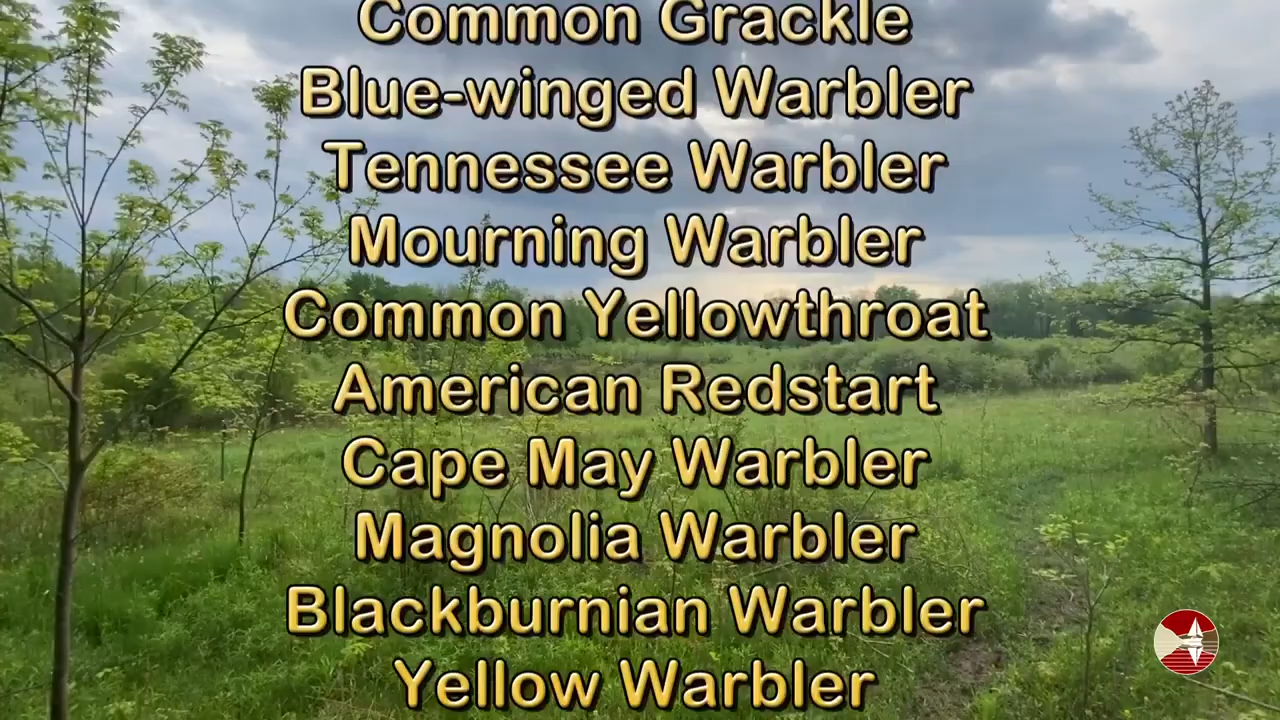 Common Grackle
Blue-winged Warbler
Tennessee Warbler
Mourning Warbler
Common Yellowthroat
American Redstart
Cape May Warbler
Magnolia Warbler
Blackburnian Warbler
Yellow Warbler